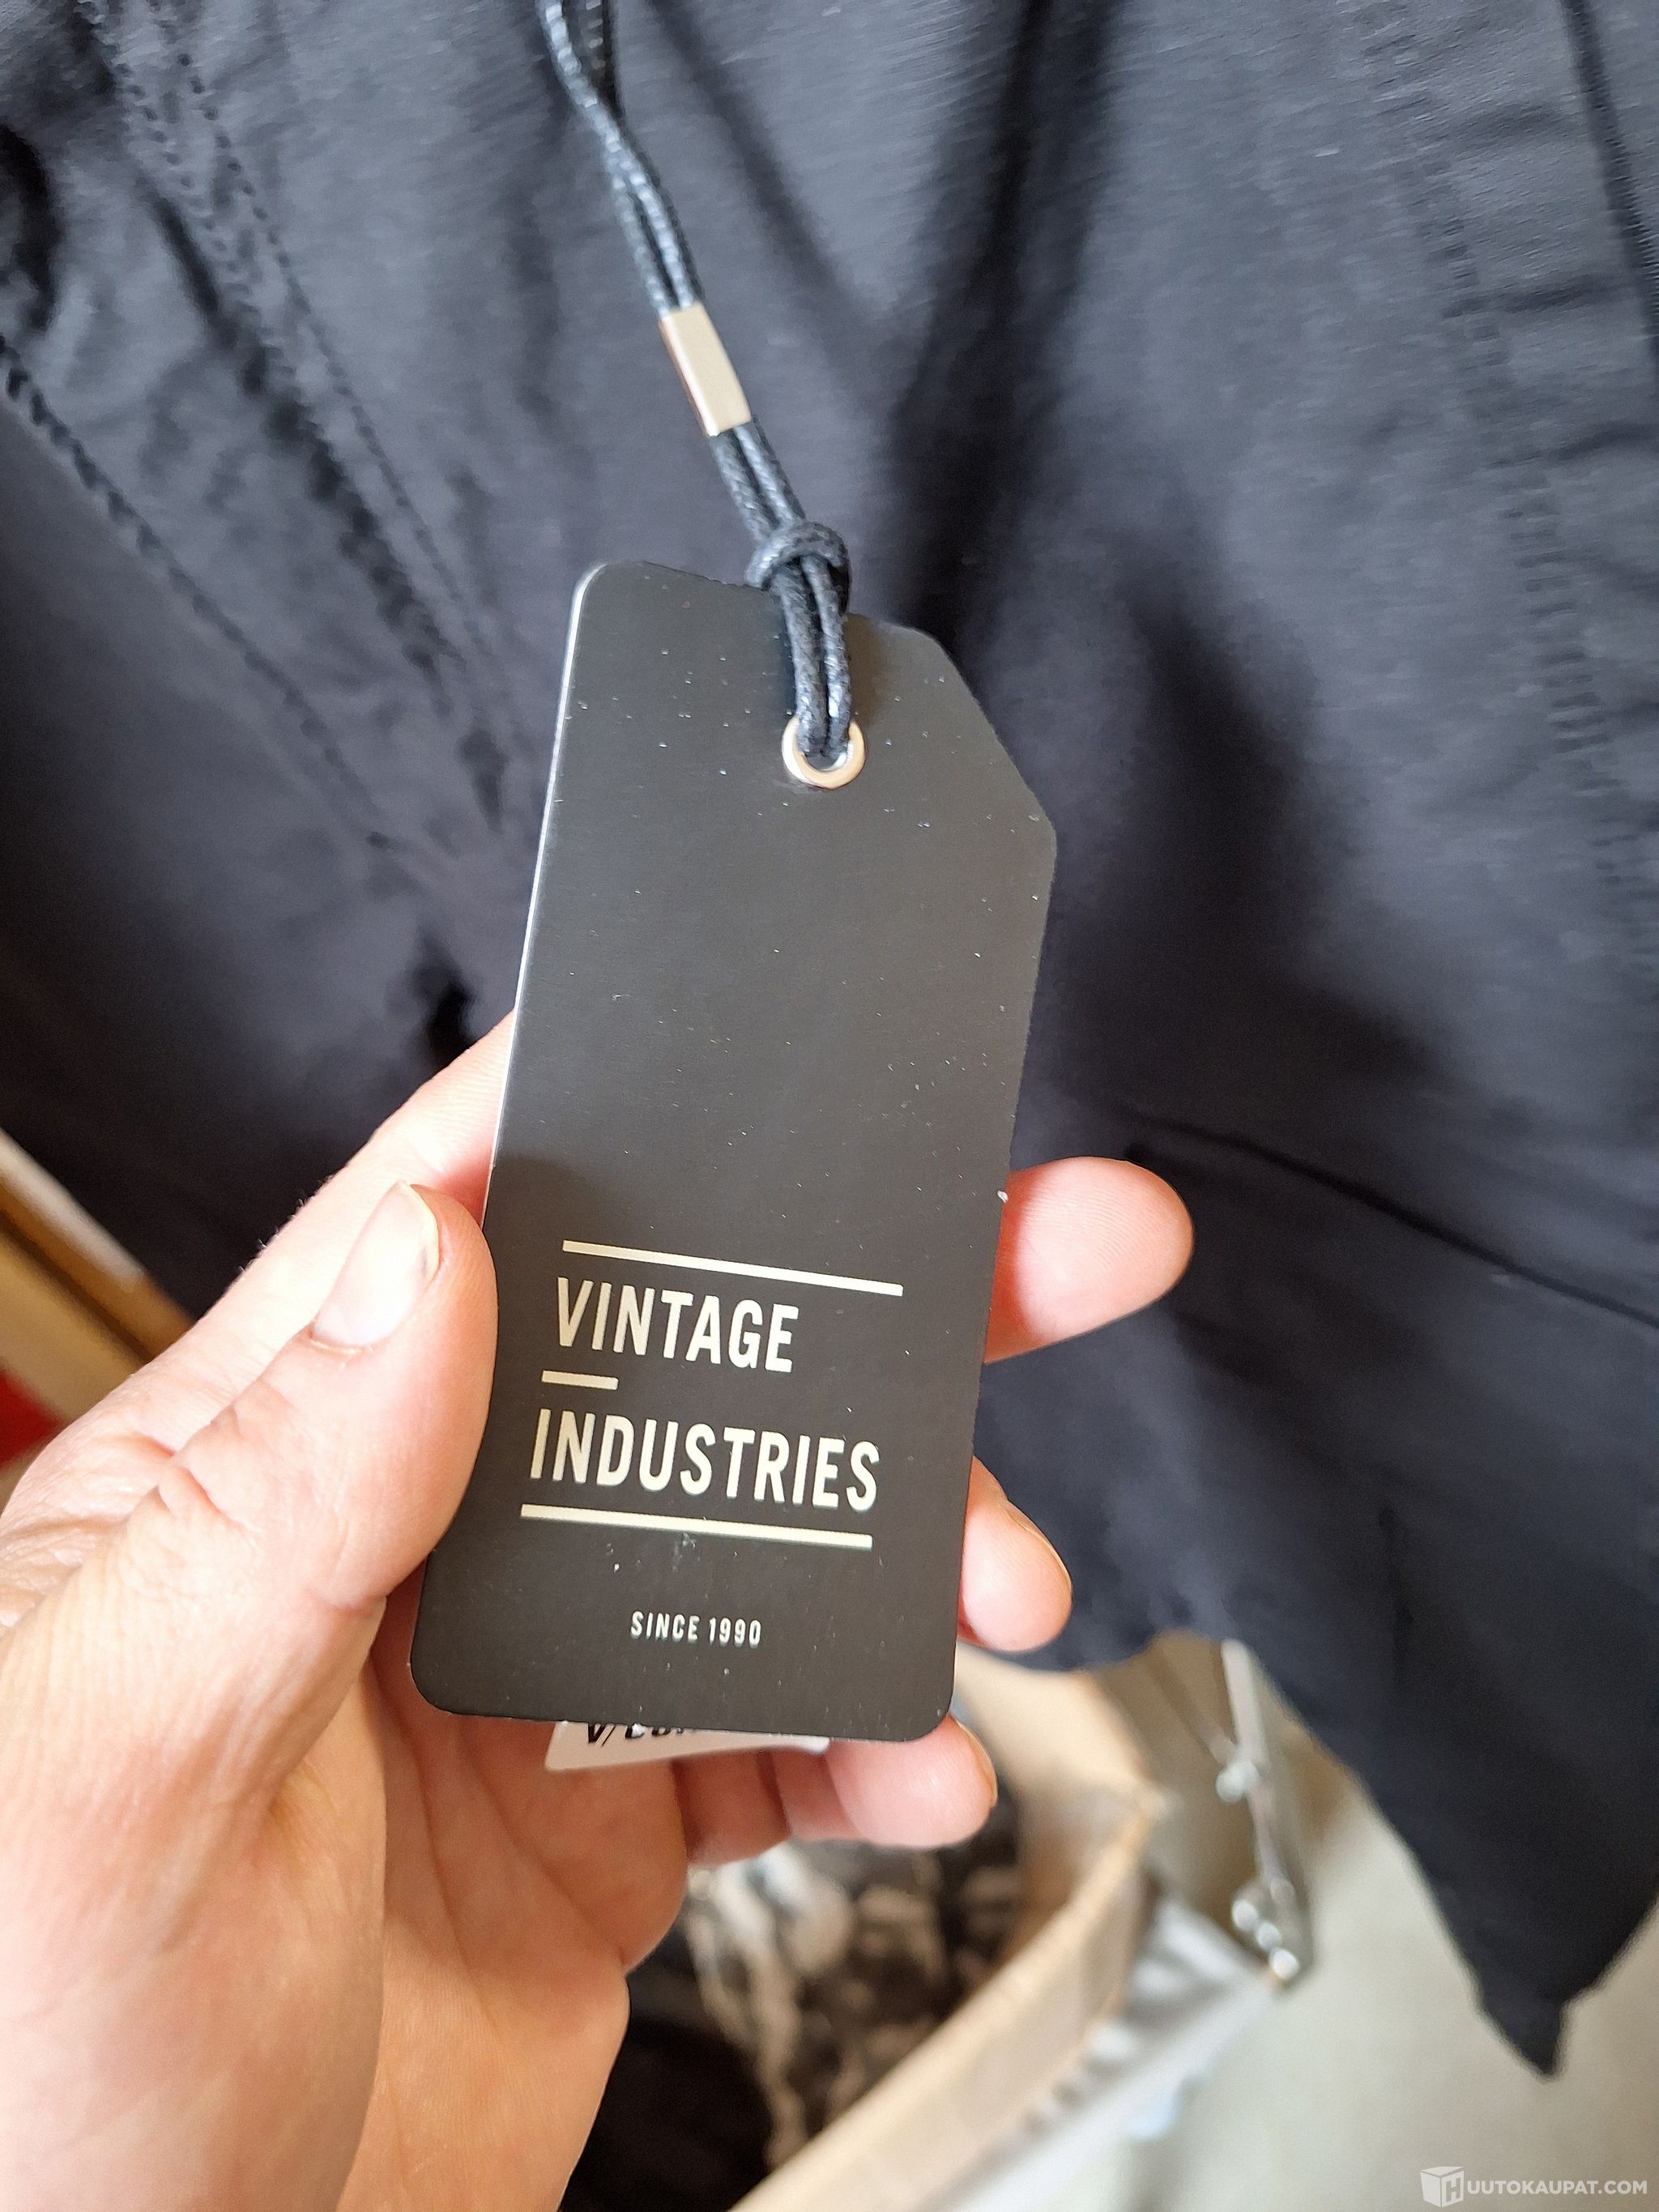 VINTAGE
INDUSTRIES
SINCE 1990
HUUTOKAUPAT.COM